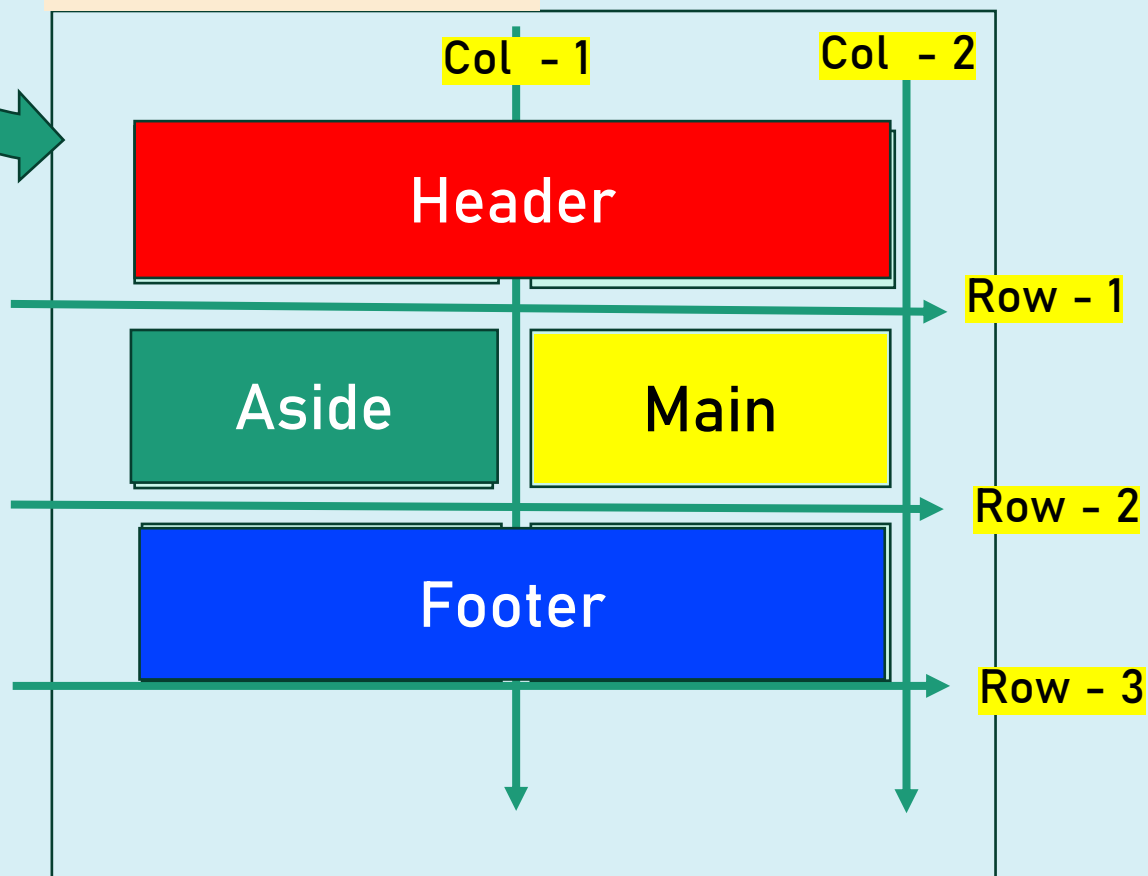 Col - 1
Col - 2
Header
Row - 1
Aside
Main
Row - 2
Footer
Row - 3